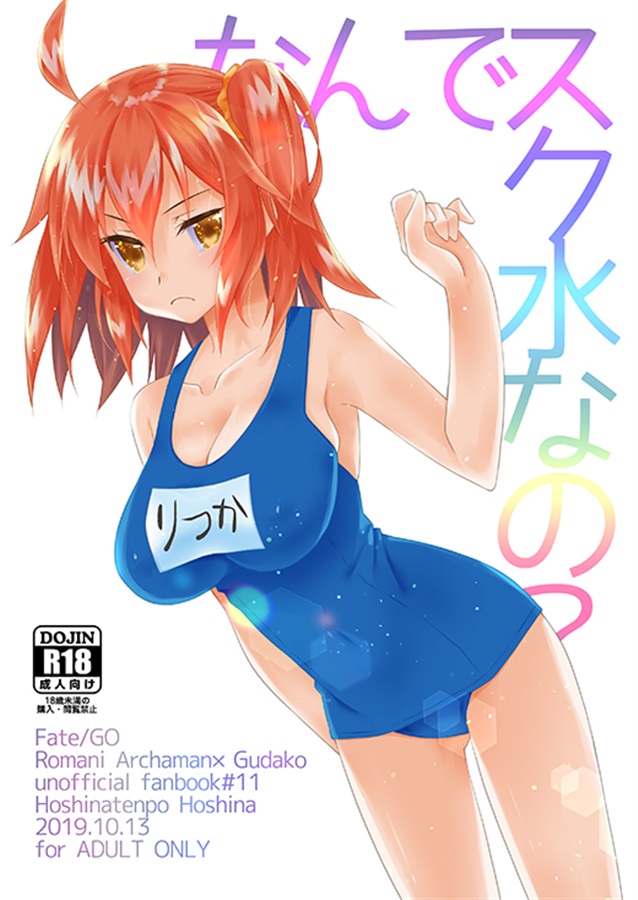 なんでスク水なの?
りつか
DOJIN
R18
成人向け
18歳未満の
購入・閲覧禁止
Fate/GO
Romani Archaman× Gudako
unofficial fanbook#11
Hoshinatenpo Hoshina
2019.10.13
for ADULT ONLY